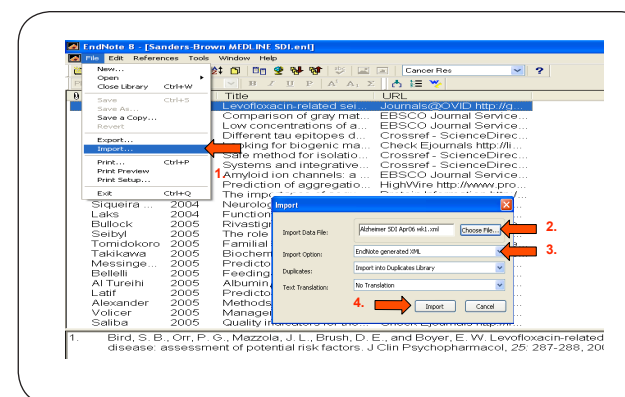 EndNote 8 - [Sanders-Brown MEDLINE SDI.enl]
File Edit References Tools Window Help
New...
Open
Close Library Ctrl+W
Save Ctrl+S
Save As...
Save a Copy...
Revert
Export...
Import...
Print... Ctrl+P
Print Preview
Print Setup...
Exit Ctrl+Q
Cancer Res
B I U P A¹ A₁ Σ
Title URL
Levofloxacin-related sei... Journals@OVID http://g...
Comparison of gray mat... EBSCO Journal Service...
Low concentrations of a... EBSCO Journal Service...
Different tau epitopes d... Crossref - ScienceDirec...
king for biogenic ma... Check Ejournals http://li...
Safe method for isolatio... Crossref - ScienceDirec...
Systems and integrative... Crossref - ScienceDirec...
1
Amyloid ion channels: a ... EBSCO Journal Service...
Prediction of aggregatio... HighWire http://www.pro...
The
Siqueira ... 2004 Neurolog
Laks 2004 Function
Bullock 2005 Rivastig
Seibyl 2005 The role
Tomidokoro 2005 Familial
Takikawa 2005 Biochem
Messinge... 2005 Predicto
Bellelli 2005 Feeding
Al Tureihi 2005 Albumin,
Latif 2005 Predicto
Alexander 2005 Methods
Volicer 2005 Manage
Saliba 2005 Quality
Import
Import Data File: Alzheimer SDI Apr06 wk1.xml Choose File... 2.
Import Option: EndNote generated XML 3.
Duplicates: Import into Duplicates Library
Text Translation: No Translation
4. Import Cancel
1. Bird, S. B., Orr, P. G., Mazzola, J. L., Brush, D. E., and Boyer, E. W. Levofloxacin-related
disease: assessment of potential risk factors. J Clin Psychopharmacol, 25: 287-288, 200